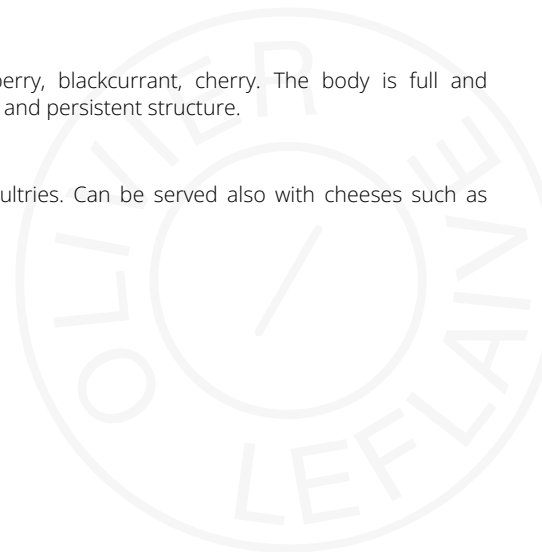 berry, blackcurrant, cherry. The body is full and
and persistent structure.
ultries. Can be served also with cheeses such as
OLIVIER
LEFLAIVE